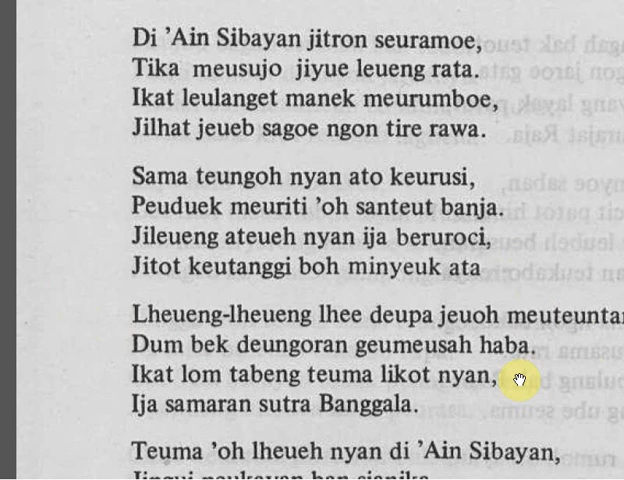 Di ’Ain Sibayan jitron seuramoe,
Tika meusujo jiyue leueng rata.
Ikat leulanget manek meurumboe,
Jilhat jeueb sagoe ngon tire rawa.
Sama teungoh nyan ato keurusi,
Peuduek meuriti ’oh santeut banja.
Jileueng ateueh nyan ija beruroci,
Jitot keutanggi boh minyeuk ata
Lheueng-lheueng lhee deupa jeuoh
Dum bek deungoran geumeusah haba.
Ikat lom tabeng teuma likot nyan,
Ija samaran sutra Banggala.
Teuma ’oh lheueh nyan di ’Ain Sibayan,